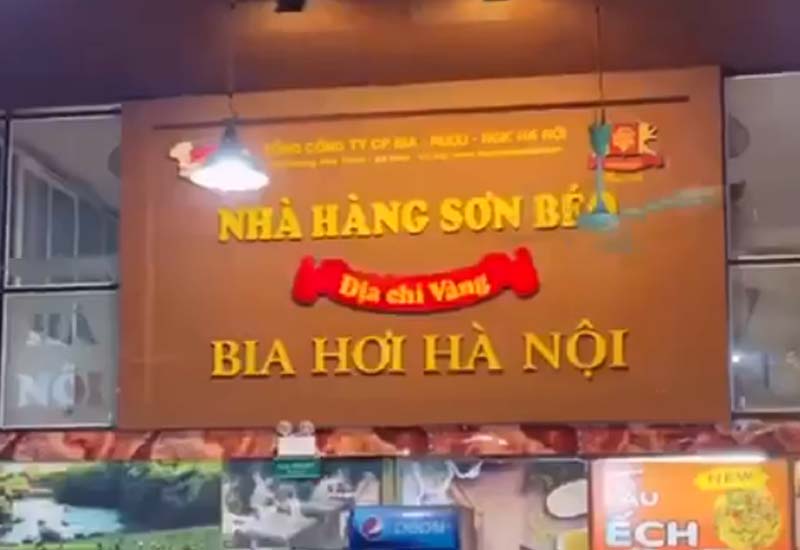 TỔNG CÔNG TY CP BIA - RƯỢU - NGK HÀ NỘI
NHÀ HÀNG SƠN BÉO
Địa chỉ Vàng
BIA HƠI HÀ NỘI
HÀ
NỘI
ẾCH